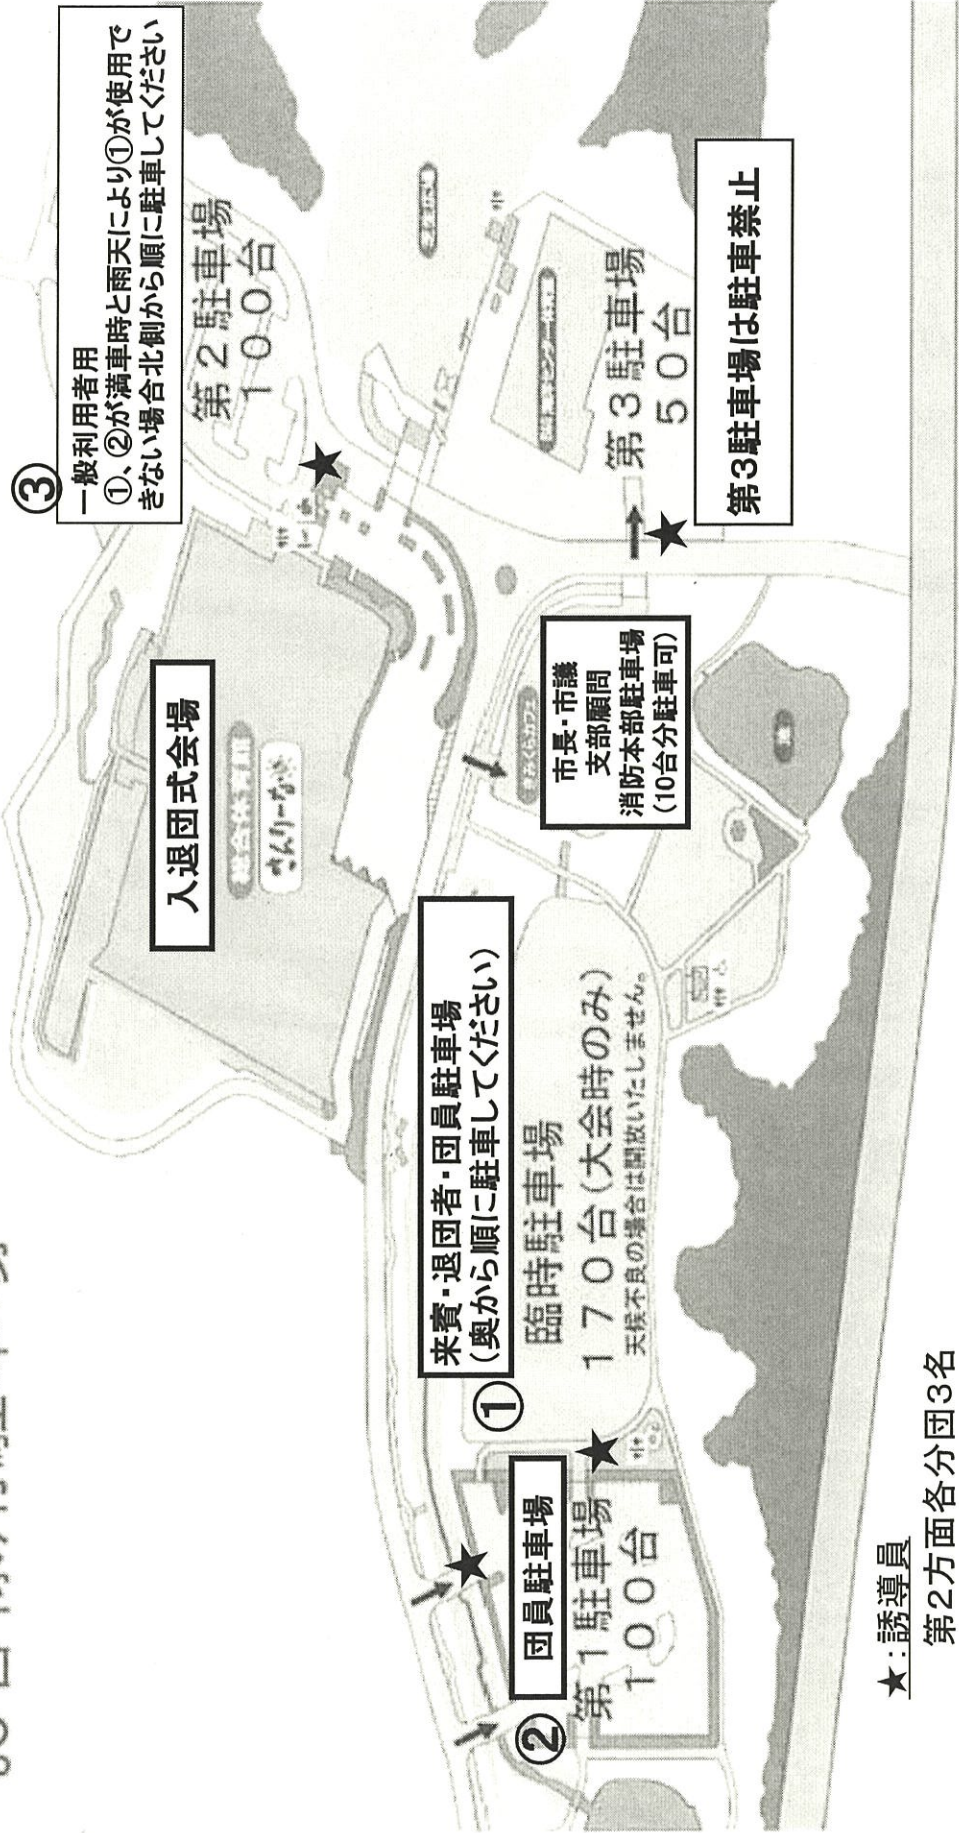 ③
一般利用者用
①、②が満車時と雨天により①が使用で
きない場合北側から順に駐車してください
第2駐車場
100台
入退団式会場
総合体育館
さんりーな
第3駐車場
50台
第3駐車場は駐車禁止
市長・市議
支部顧問
消防本部駐車場
(10台分駐車可)
①
来賓・退団者・団員駐車場
(奥から順に駐車してください)
臨時駐車場
170台(大会時のみ)
天候不良の場合は開放いたしません。
②
団員駐車場
第1駐車場
100台
★:誘導員
第2方面各分団3名